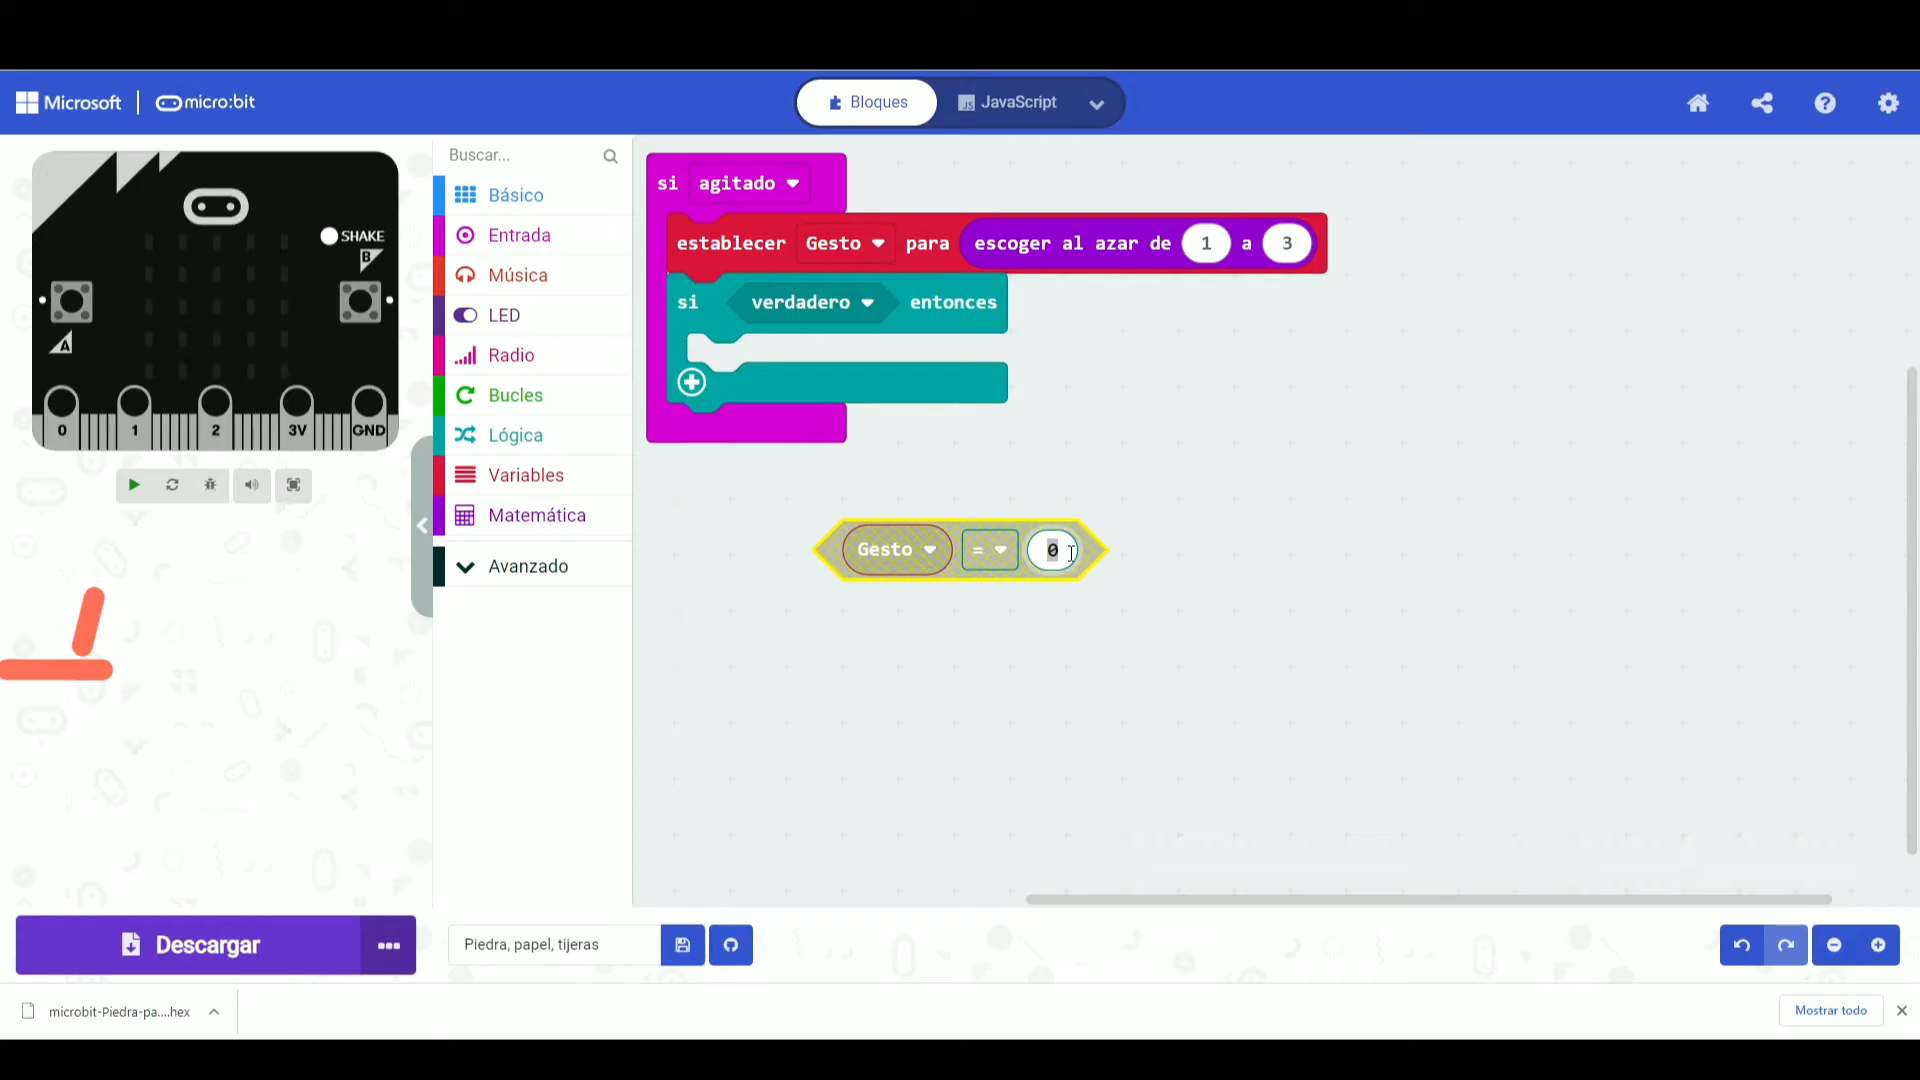 Microsoft | micro:bit
Bloques
JavaScript
SHAKE
B
A
0 1 2 3V GND
Buscar...
Básico
Entrada
Música
LED
Radio
Bucles
Lógica
Variables
Matemática
Avanzado
si agitado
establecer Gesto para escoger al azar de 1 a 3
si verdadero entonces
Gesto = 0
Descargar
Piedra, papel, tijeras
microbit-Piedra-pa....hex
Mostrar todo